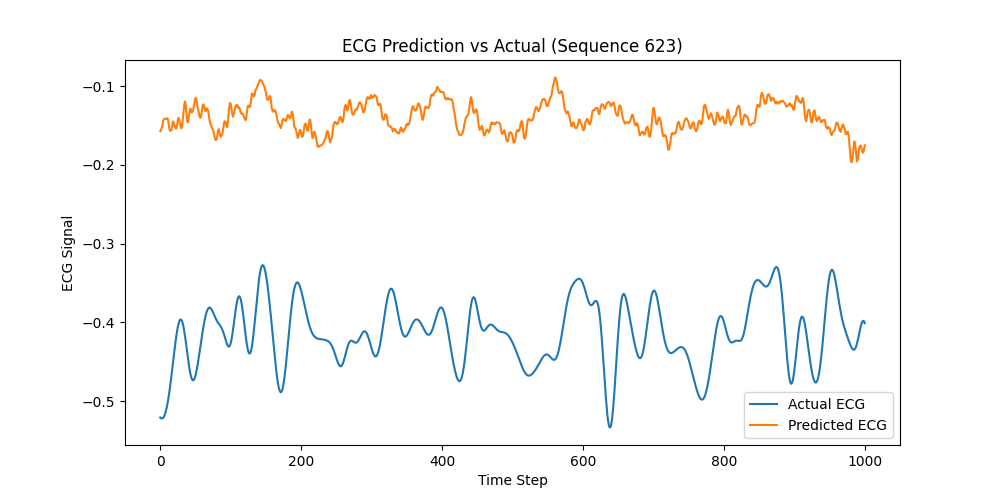 ECG Prediction vs Actual (Sequence 623)
ECG Signal
−0.1
−0.2
−0.3
−0.4
−0.5
0
200
400
600
800
1000
Time Step
Actual ECG
Predicted ECG